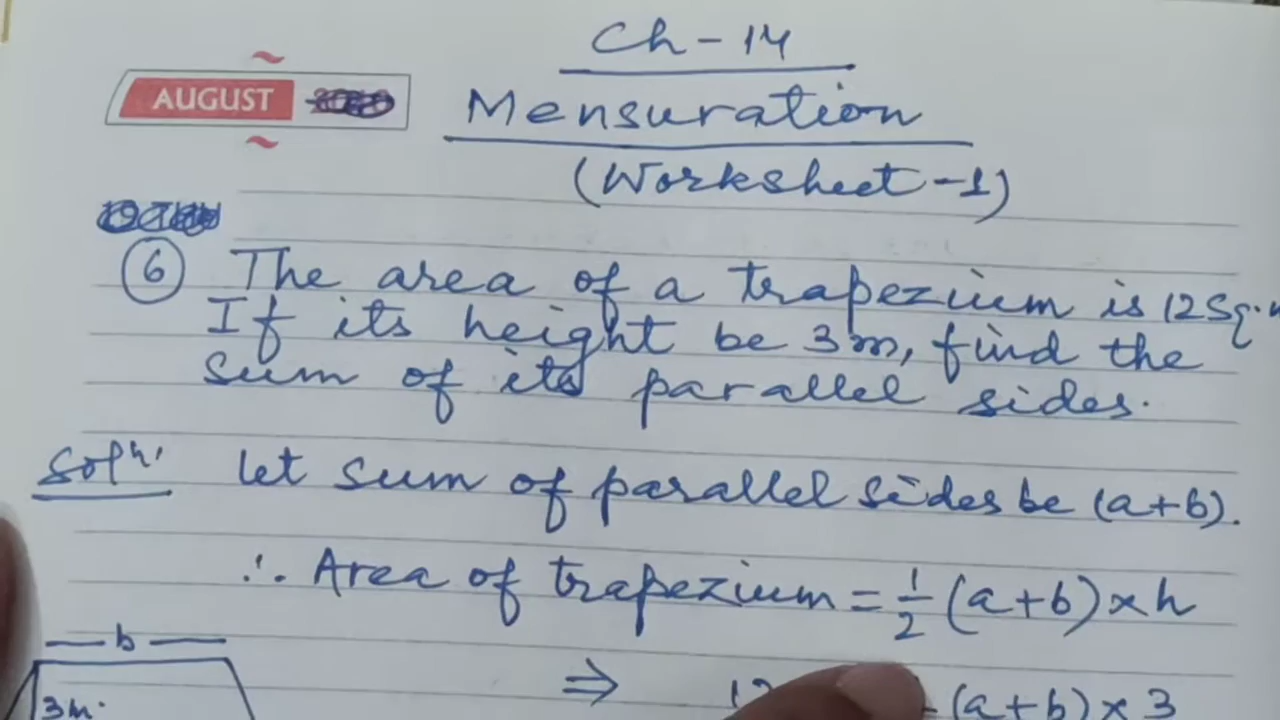 Ch-14
AUGUST
Mensuration
(Worksheet-1)
6 The area of a trapezium is 12 Sq.
If its height be 3m, find the
sum of its parallel sides.
Solⁿ. let sum of parallel sides be (a+b).
∴ Area of trapezium = 1/2 (a+b) × h
b
⇒ (a+b) × 3
3m.